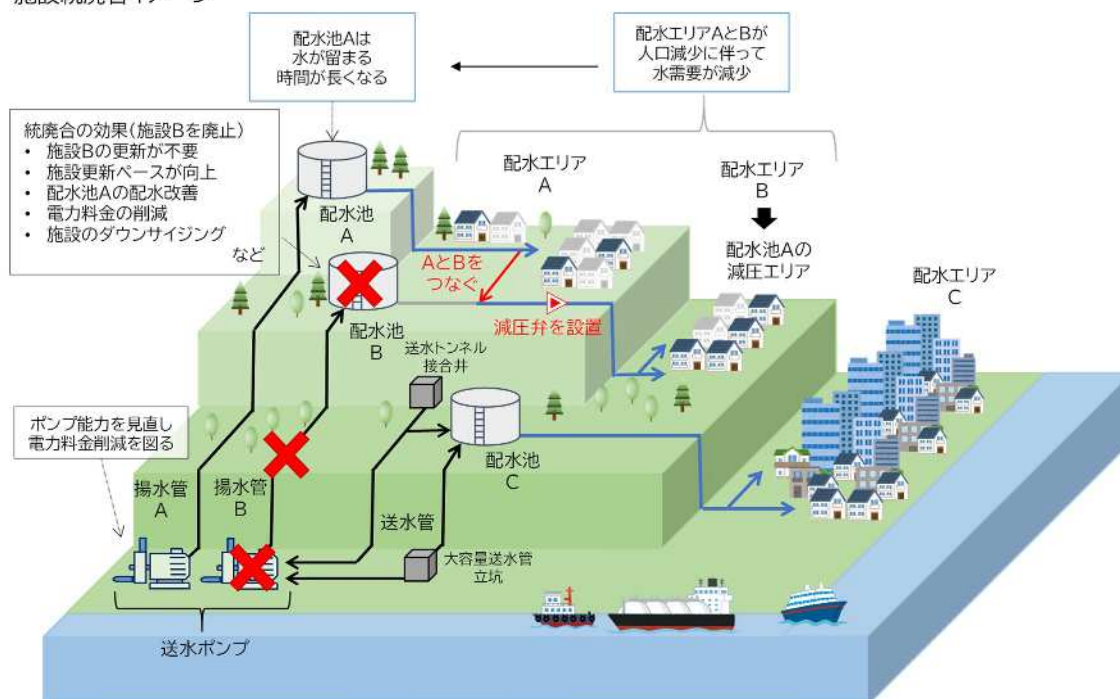 施設統廃合イメージ
配水池Aは
水が留まる
時間が長くなる
配水エリアAとBが
人口減少に伴って
水需要が減少
統廃合の効果(施設Bを廃止)
• 施設Bの更新が不要
• 施設更新ペースが向上
• 配水池Aの配水改善
• 電力料金の削減
• 施設のダウンサイジング
など
配水エリア
A
配水エリア
B
配水池Aの
減圧エリア
配水エリア
C
配水池
A
AとBを
つなぐ
減圧弁を設置
配水池
B
送水トンネル
接合井
配水池
C
ポンプ能力を見直し
電力料金削減を図る
揚水管
A
揚水管
B
送水管
大容量送水管
立坑
送水ポンプ